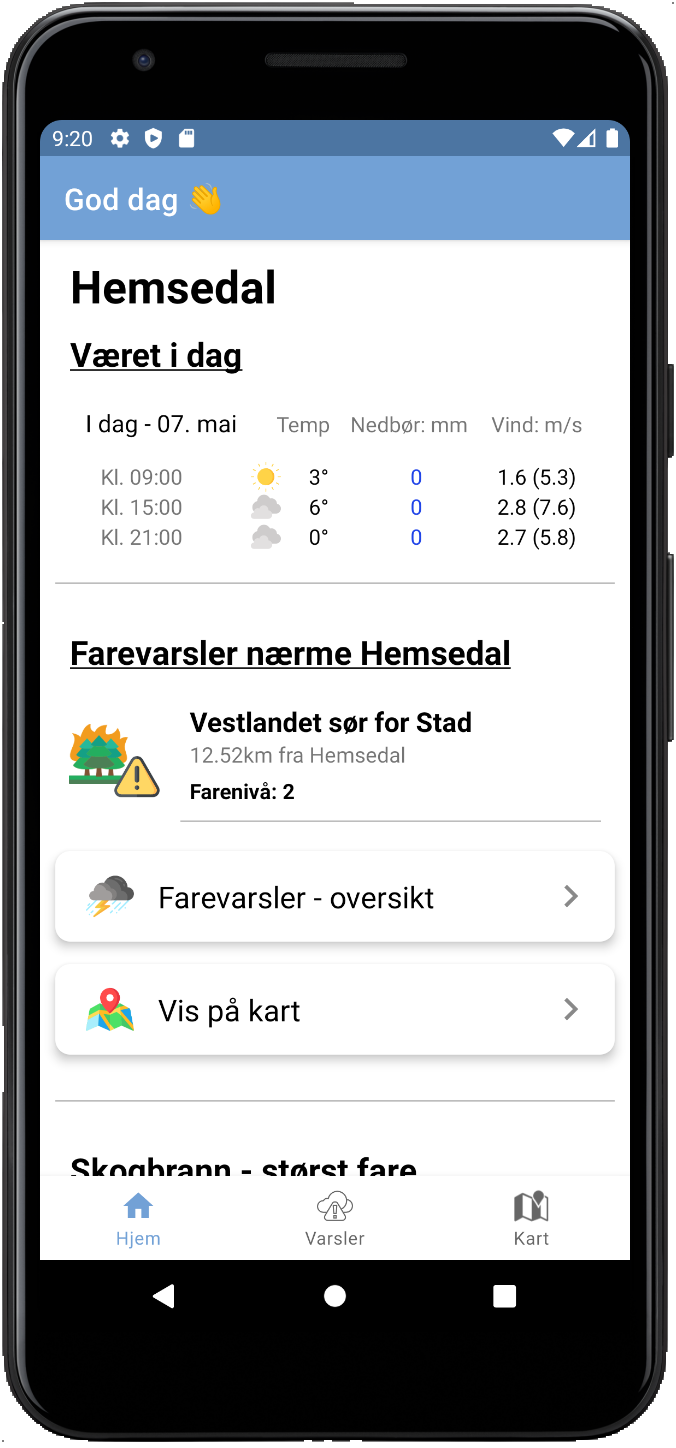 9:20
God dag 👋
Hemsedal
Været i dag
I dag - 07. mai Temp Nedbør: mm Vind: m/s
Kl. 09:00 3° 0 1.6 (5.3)
Kl. 15:00 6° 0 2.8 (7.6)
Kl. 21:00 0° 0 2.7 (5.8)
Farevarsler nærme Hemsedal
Vestlandet sør for Stad
12.52km fra Hemsedal
Farenivå: 2
Farevarsler - oversikt
Vis på kart
Skogbrann - størst fare
Hjem Varsler Kart